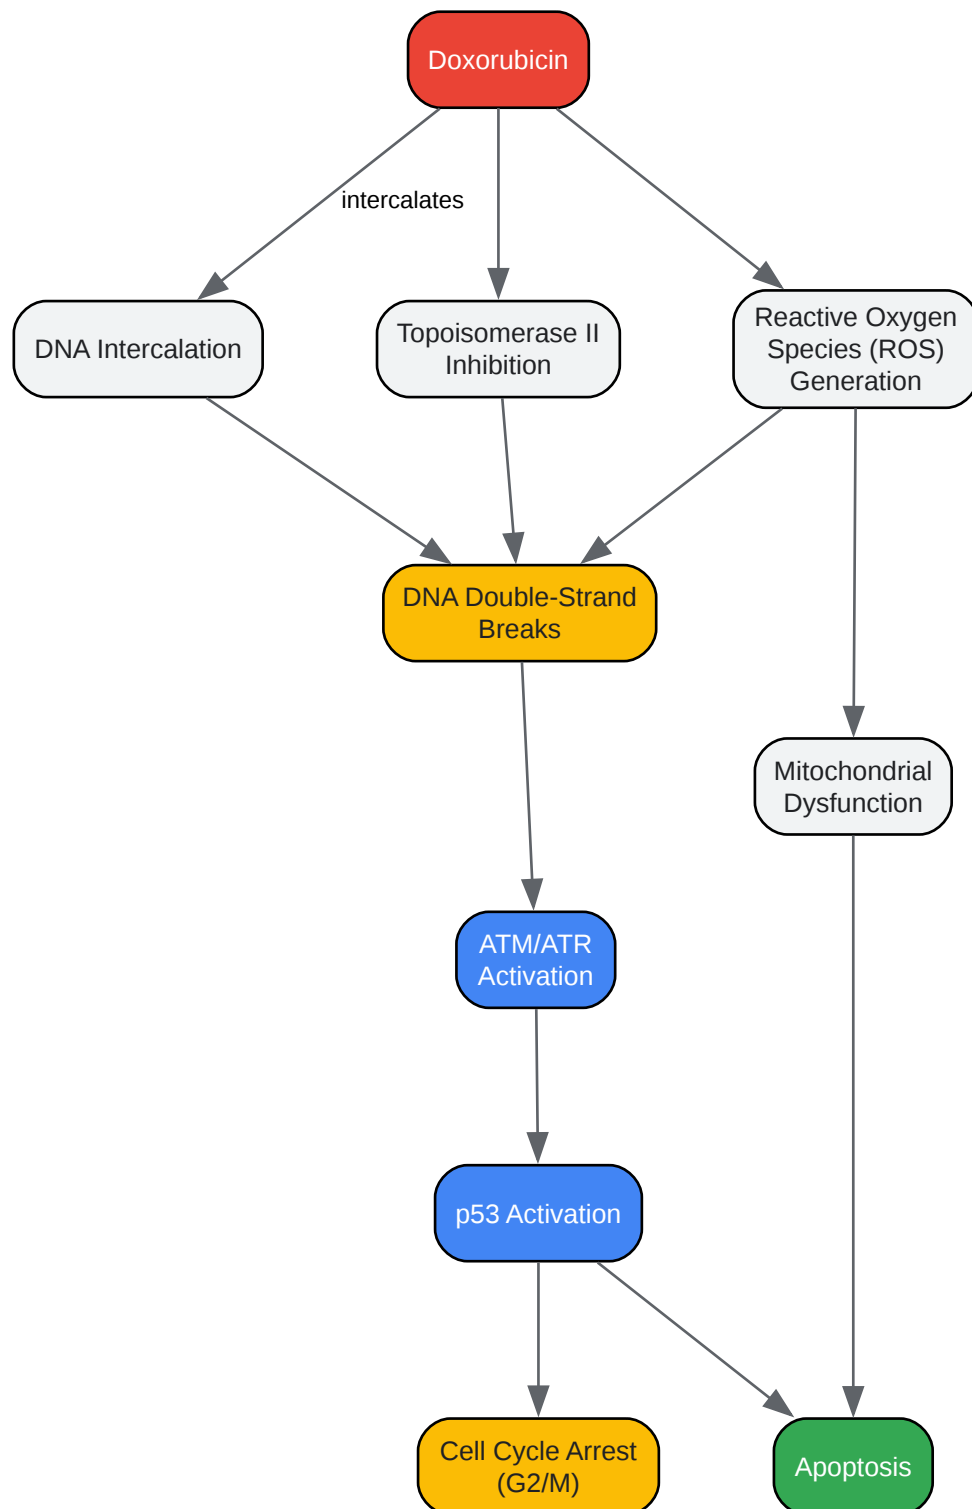 Doxorubicin
intercalates
DNA Intercalation
Topoisomerase II
Inhibition
Reactive Oxygen
Species (ROS)
Generation
DNA Double-Strand
Breaks
Mitochondrial
Dysfunction
ATM/ATR
Activation
p53 Activation
Cell Cycle Arrest
(G2/M)
Apoptosis